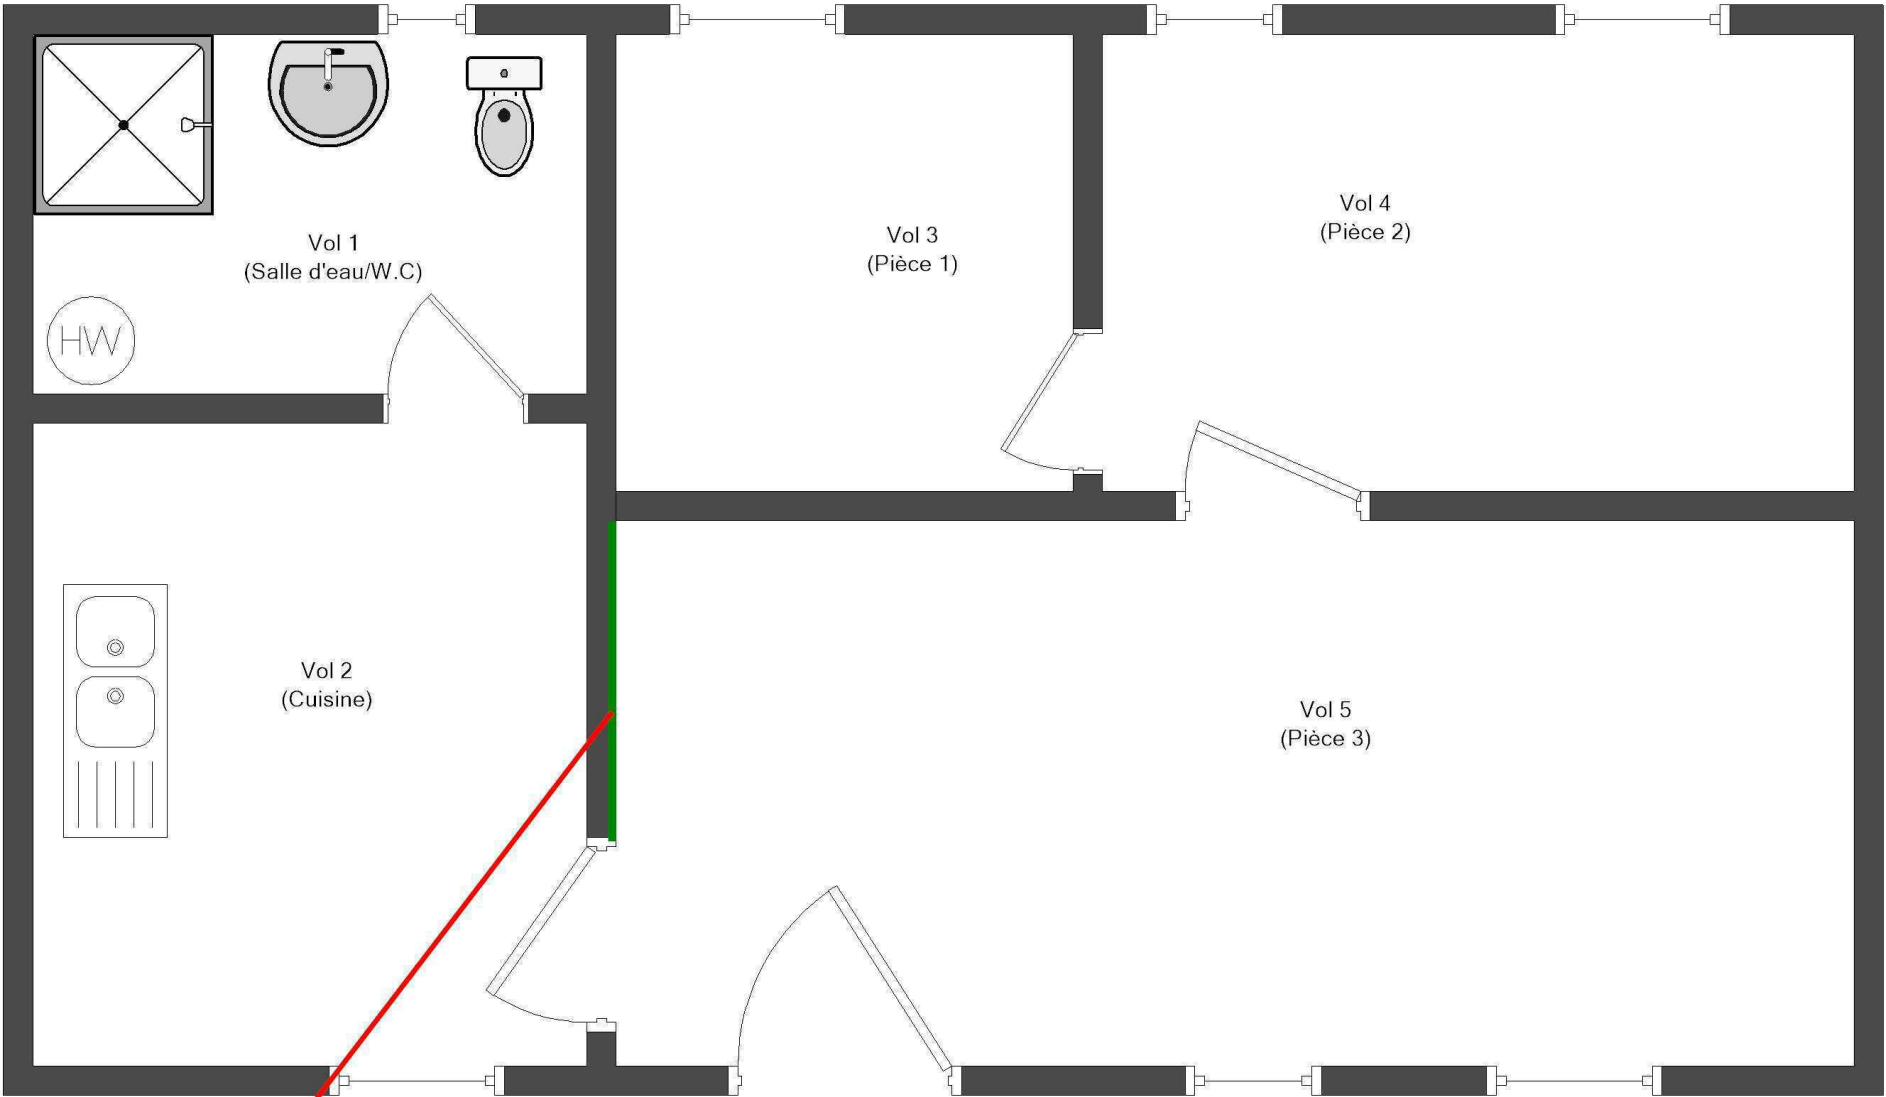 Vol 1
(Salle d'eau/W.C)
HW
Vol 3
(Pièce 1)
Vol 4
(Pièce 2)
Vol 2
(Cuisine)
Vol 5
(Pièce 3)